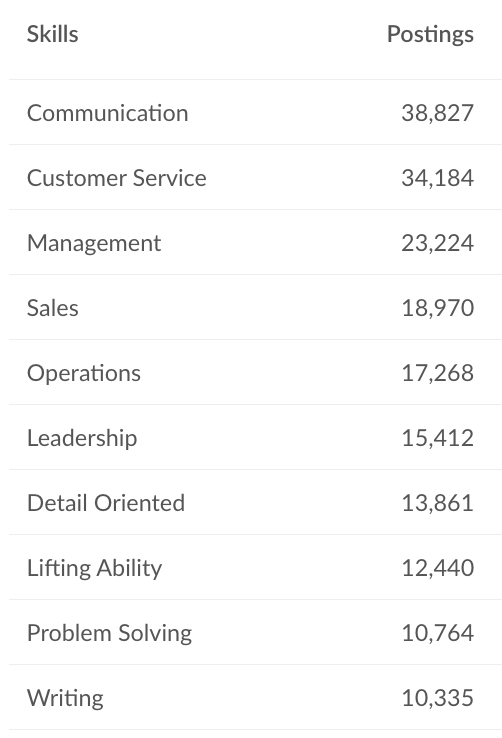 Skills Postings
Communication 38,827
Customer Service 34,184
Management 23,224
Sales 18,970
Operations 17,268
Leadership 15,412
Detail Oriented 13,861
Lifting Ability 12,440
Problem Solving 10,764
Writing 10,335